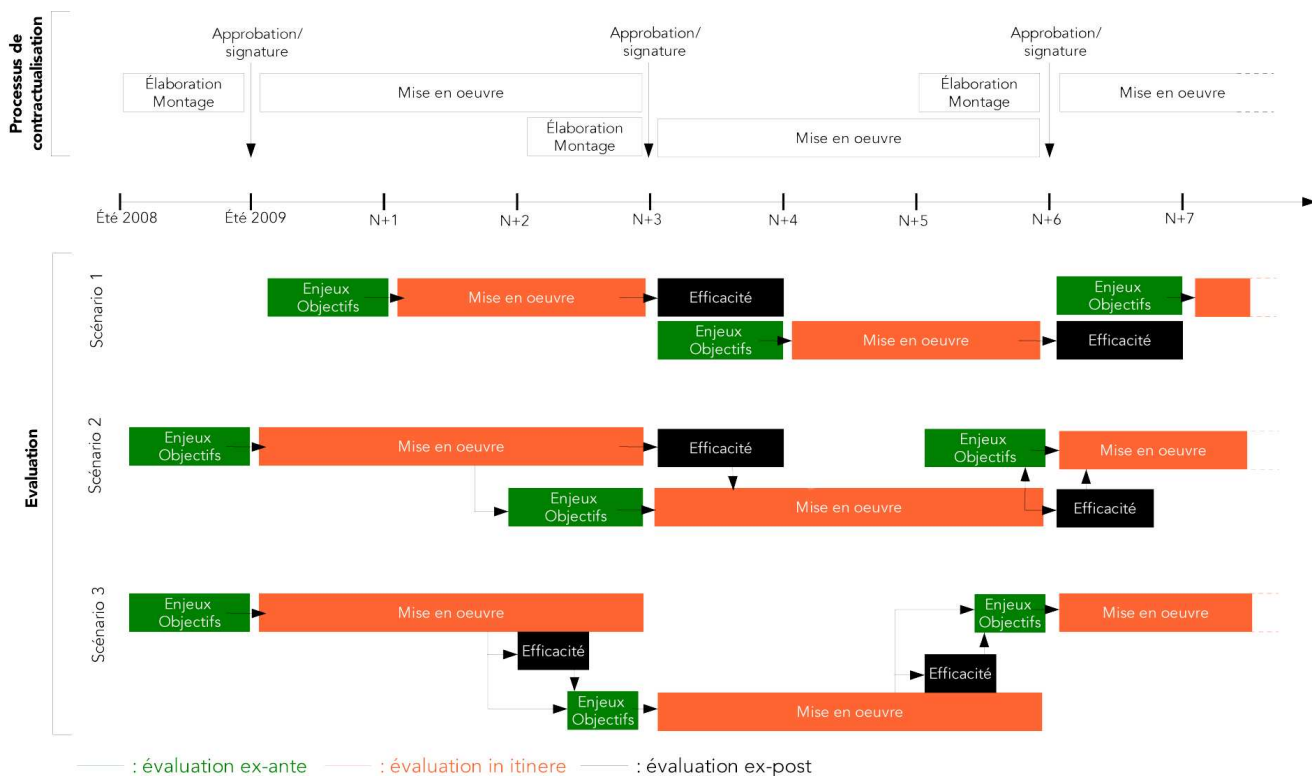 Processus de
contractualisation
Approbation/
signature
Approbation/
signature
Approbation/
signature
Élaboration
Montage
Mise en oeuvre
Élaboration
Montage
Mise en oeuvre
Élaboration
Montage
Mise en oeuvre
Été 2008
Été 2009
N+1
N+2
N+3
N+4
N+5
N+6
N+7
Evaluation
Scénario 1
Enjeux
Objectifs
Mise en oeuvre
Efficacité
Enjeux
Objectifs
Enjeux
Objectifs
Mise en oeuvre
Efficacité
Scénario 2
Enjeux
Objectifs
Mise en oeuvre
Efficacité
Enjeux
Objectifs
Mise en oeuvre
Enjeux
Objectifs
Mise en oeuvre
Efficacité
Scénario 3
Enjeux
Objectifs
Mise en oeuvre
Enjeux
Objectifs
Mise en oeuvre
Efficacité
Efficacité
Enjeux
Objectifs
Mise en oeuvre
: évaluation ex-ante
: évaluation in itinere
: évaluation ex-post